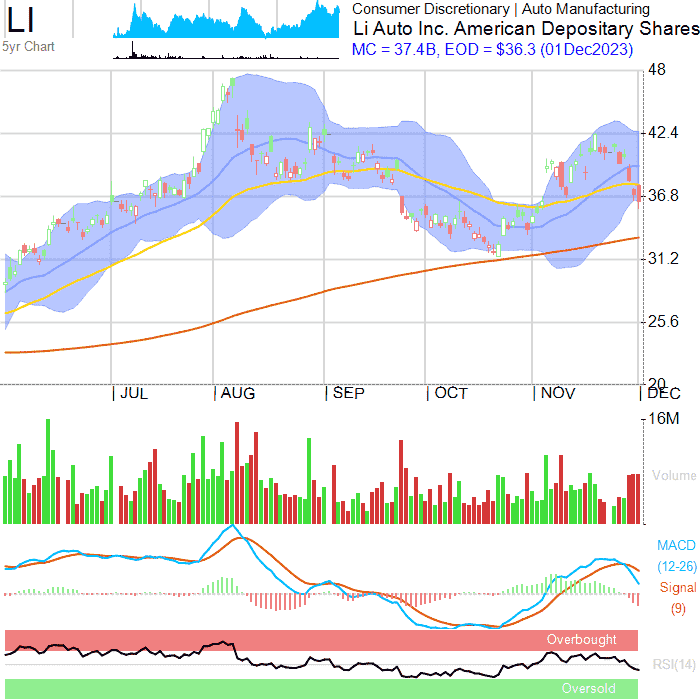 LI
5yr Chart
Consumer Discretionary | Auto Manufacturing
Li Auto Inc. American Depositary Shares
MC = 37.4B, EOD = $36.3 (01Dec2023)
48
42.4
36.8
31.2
25.6
20
JUL
AUG
SEP
OCT
NOV
DEC
16M
Volume
MACD
(12-26)
Signal
(9)
Overbought
RSI(14)
Oversold